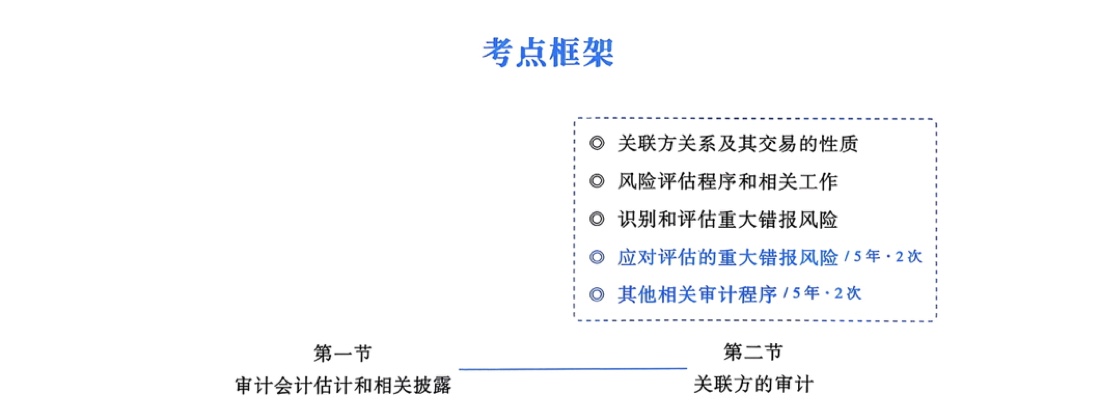 考点框架
◎ 关联方关系及其交易的性质
◎ 风险评估程序和相关工作
◎ 识别和评估重大错报风险
◎ 应对评估的重大错报风险 / 5 年 · 2 次
◎ 其他相关审计程序 / 5 年 · 2 次
第一节
审计会计估计和相关披露
第二节
关联方的审计